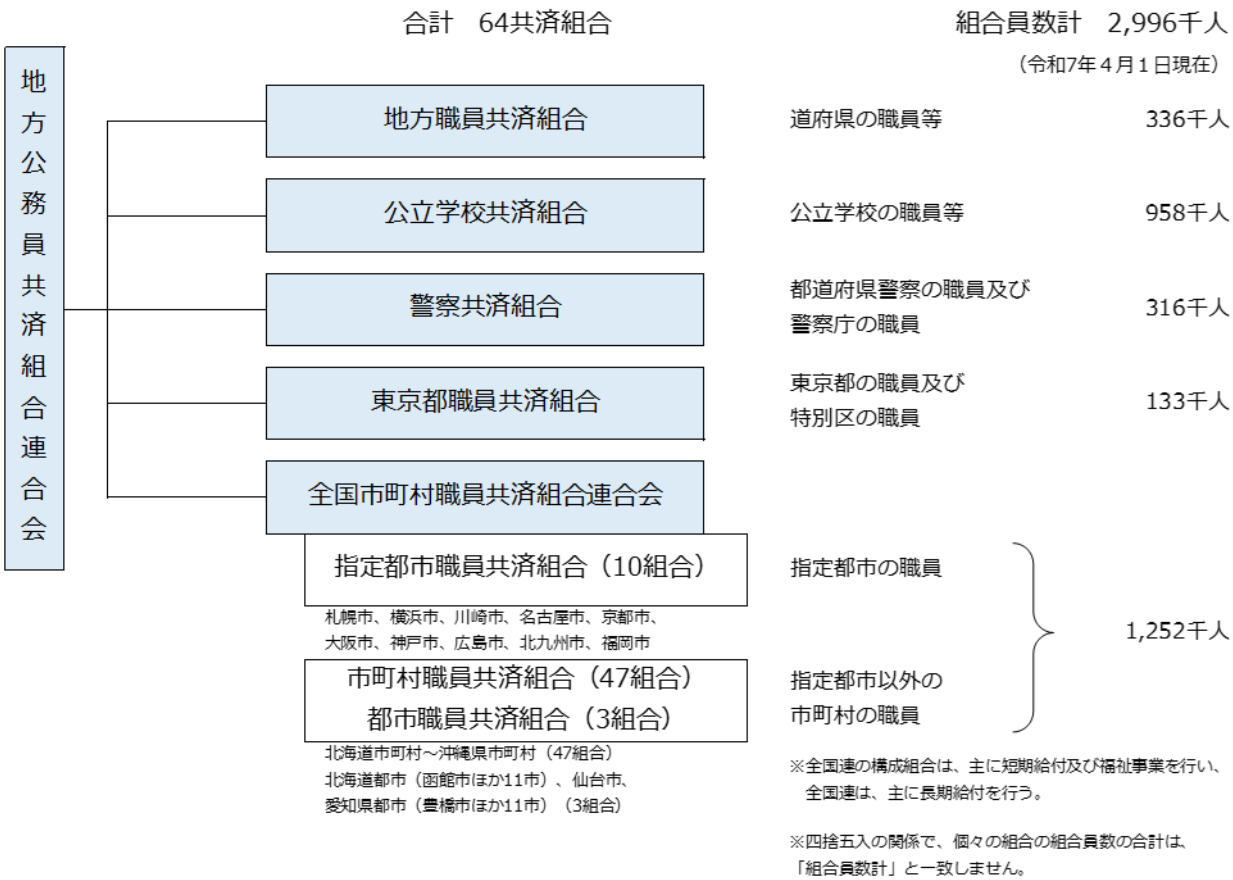 合計　64共済組合
組合員数計　2,996千人
（令和7年４月１日現在）
地方公務員共済組合連合会
地方職員共済組合
道府県の職員等
336千人
公立学校共済組合
公立学校の職員等
958千人
警察共済組合
都道府県警察の職員及び
警察庁の職員
316千人
東京都職員共済組合
東京都の職員及び
特別区の職員
133千人
全国市町村職員共済組合連合会
指定都市職員共済組合（10組合）
指定都市の職員
札幌市、横浜市、川崎市、名古屋市、京都市、
大阪市、神戸市、広島市、北九州市、福岡市
1,252千人
市町村職員共済組合（47組合）
都市職員共済組合（3組合）
指定都市以外の
市町村の職員
北海道市町村～沖縄県市町村（47組合）
北海道都市（函館市ほか11市）、仙台市、
愛知県都市（豊橋市ほか11市）（3組合）
※全国連の構成組合は、主に短期給付及び福祉事業を行い、
全国連は、主に長期給付を行う。
※四捨五入の関係で、個々の組合の組合員数の合計は、
「組合員数計」と一致しません。